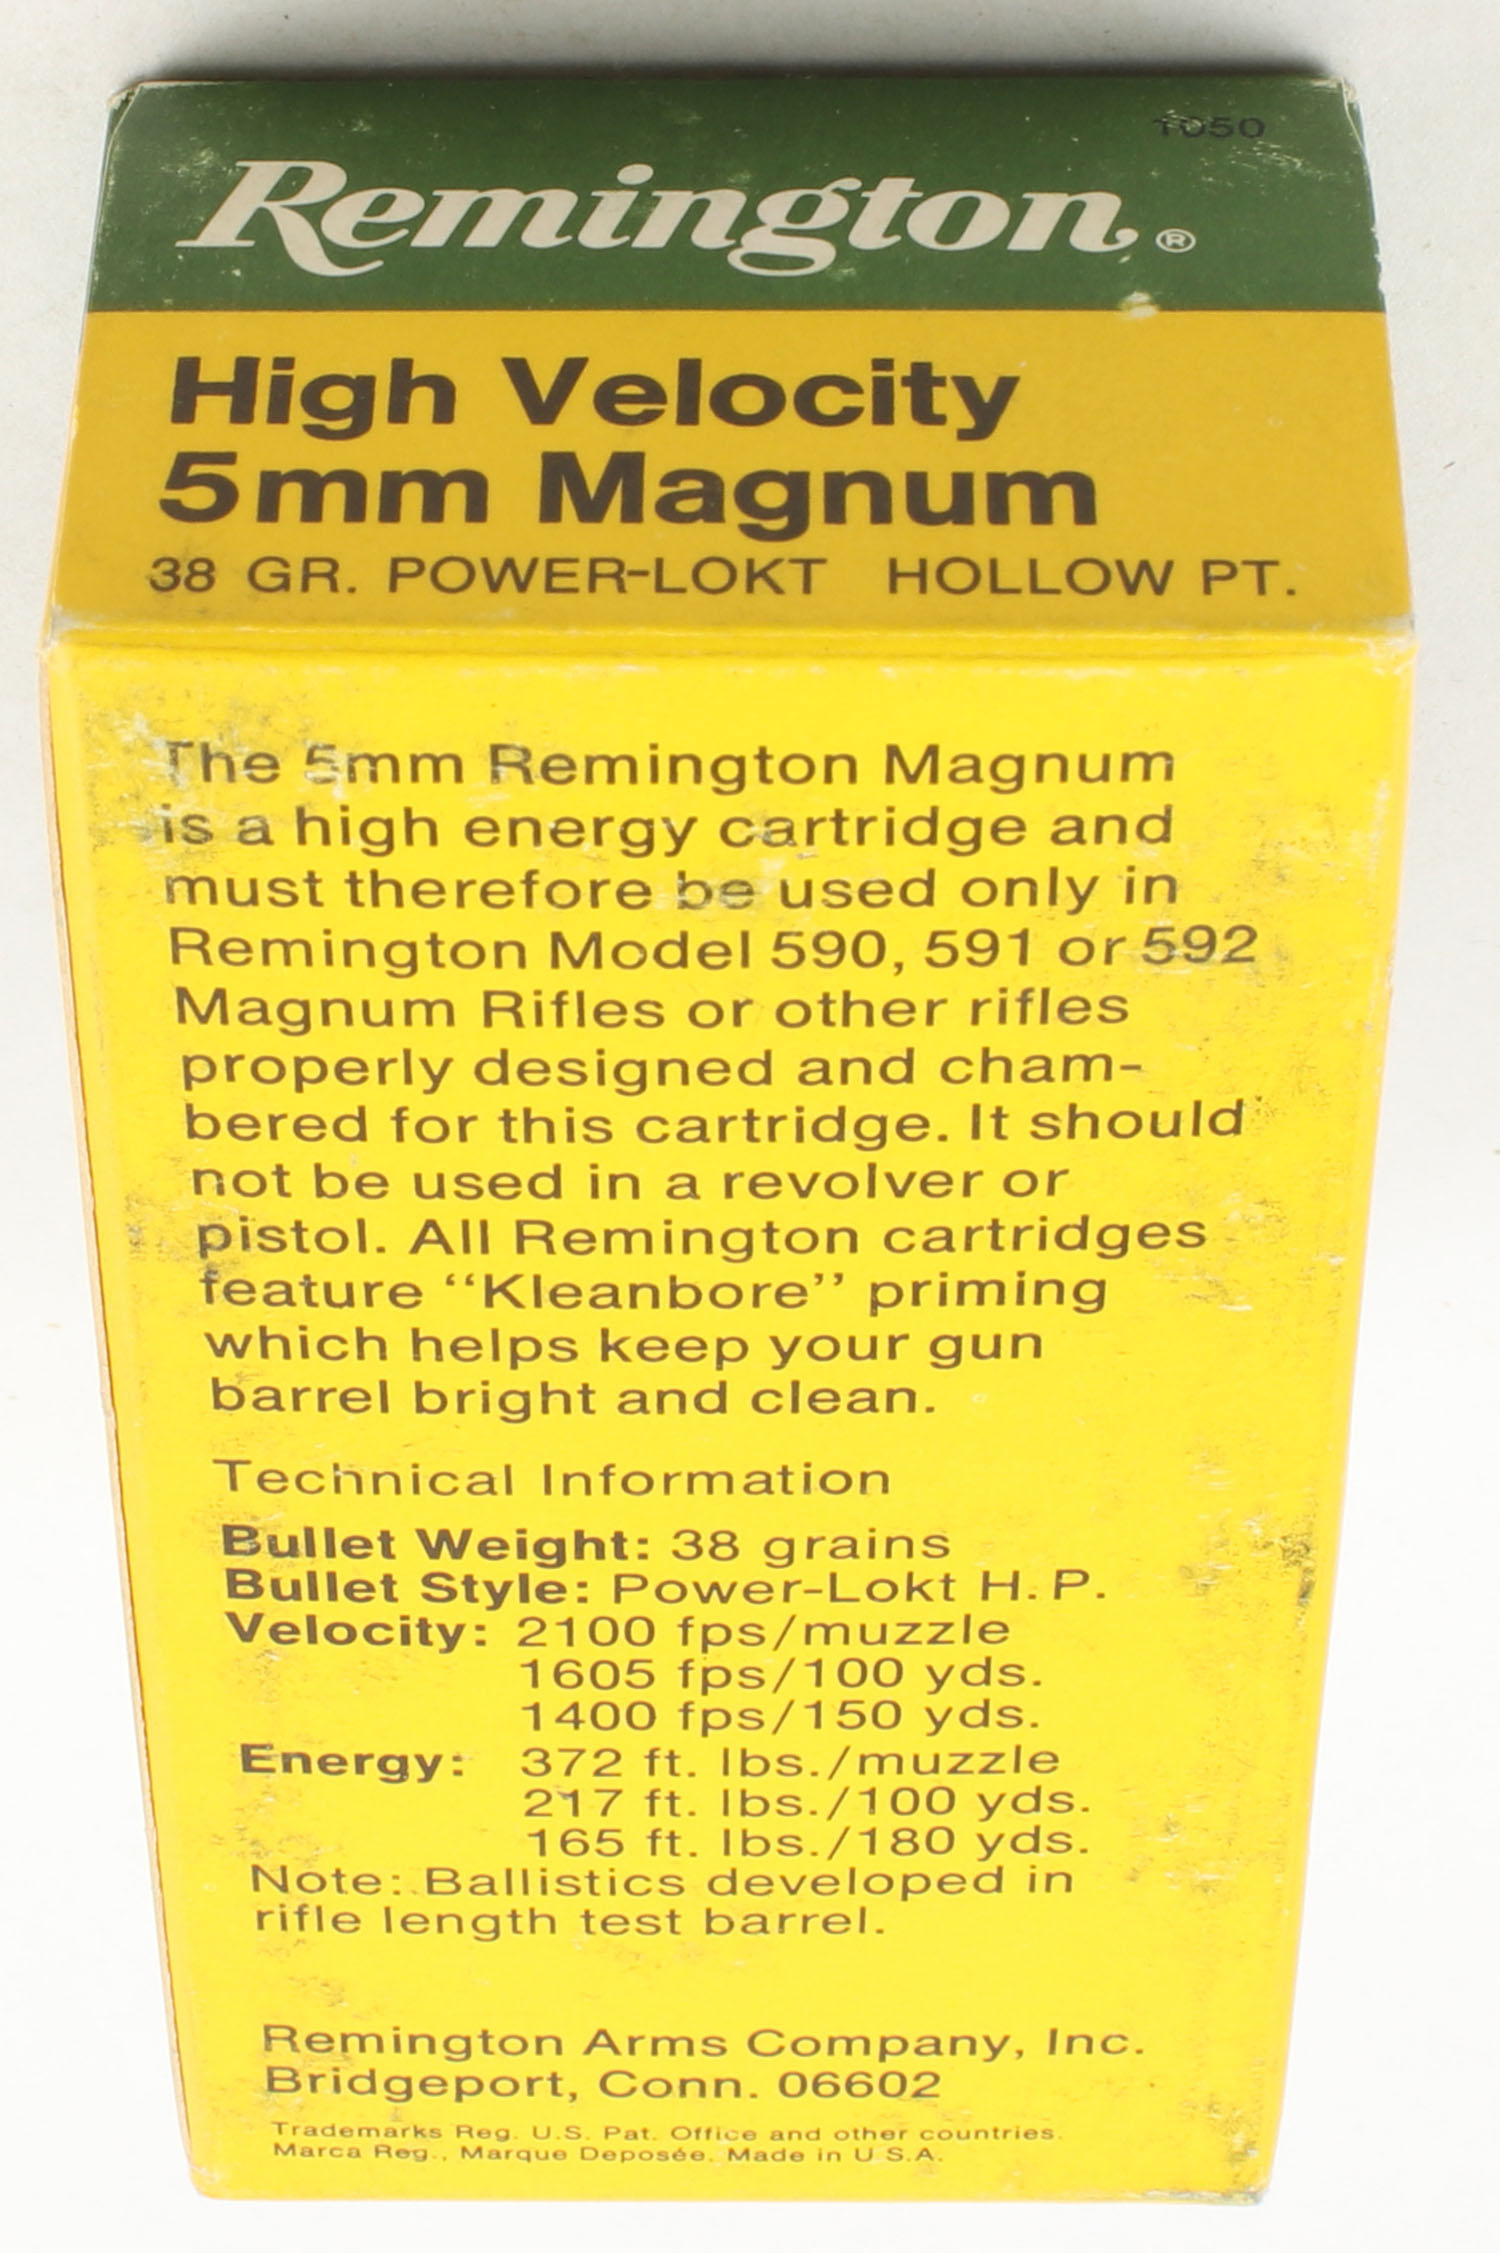 1050
Remington®
High Velocity
5mm Magnum
38 GR. POWER-LOKT HOLLOW PT.
The 5mm Remington Magnum
is a high energy cartridge and
must therefore be used only in
Remington Model 590, 591 or 592
Magnum Rifles or other rifles
properly designed and cham-
bered for this cartridge. It should
not be used in a revolver or
pistol. All Remington cartridges
feature “Kleanbore” priming
which helps keep your gun
barrel bright and clean.
Technical Information
Bullet Weight: 38 grains
Bullet Style: Power-Lokt H. P.
Velocity: 2100 fps/muzzle
1605 fps/100 yds.
1400 fps/150 yds.
Energy: 372 ft. lbs./muzzle
217 ft. lbs./100 yds.
165 ft. lbs./180 yds.
Note: Ballistics developed in
rifle length test barrel.
Remington Arms Company, Inc.
Bridgeport, Conn. 06602
Trademarks Reg. U.S. Pat. Office and other countries.
Marca Reg., Marque Deposée. Made in U.S.A.